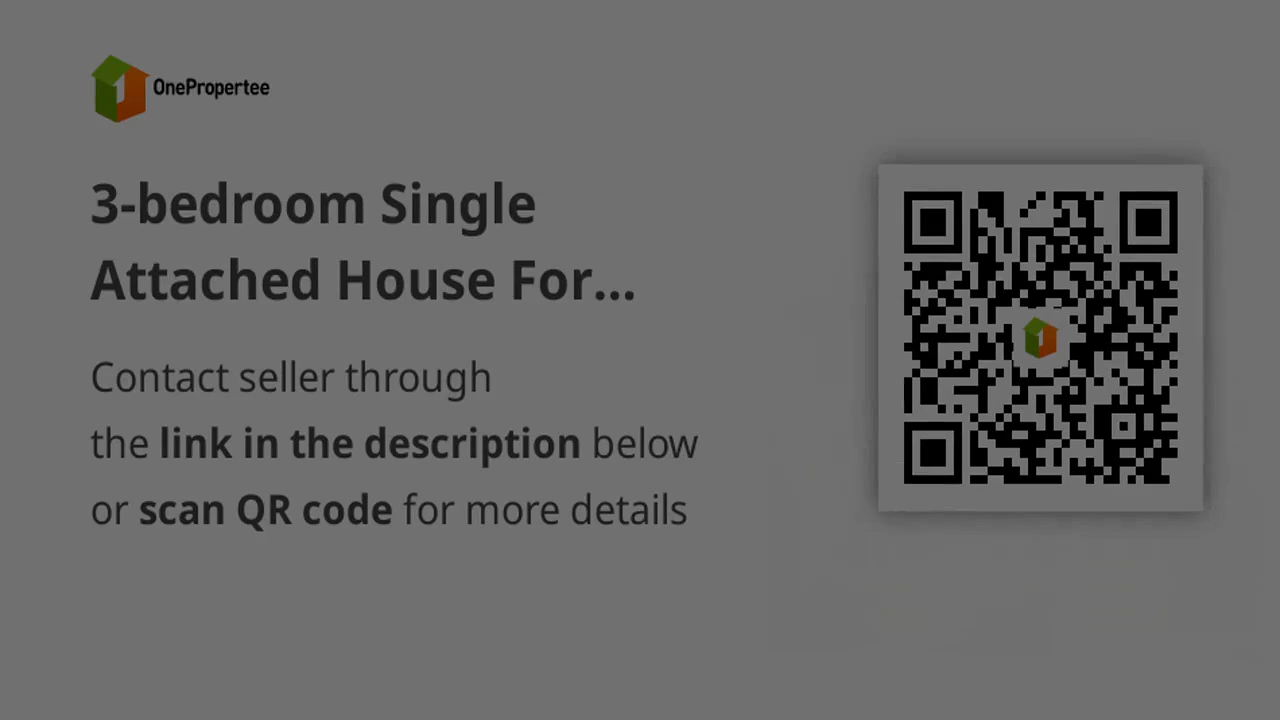 OnePropertee
3-bedroom Single
Attached House For...
Contact seller through
the link in the description below
or scan QR code for more details